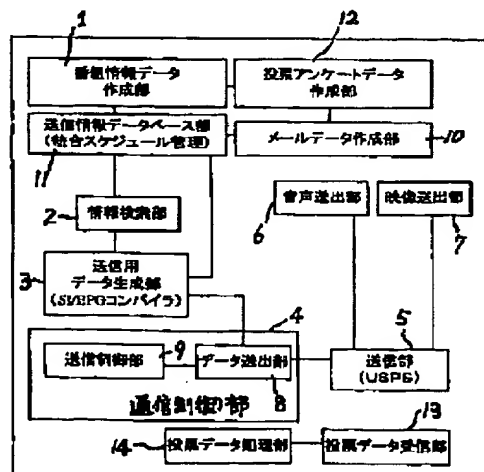 1
12
番組情報データ
作成部
投票アンケートデータ
作成部
送信情報データベース部
(統合スケジュール管理)
メールデータ作成部
10
11
2
情報検索部
音声送出部
映像送出部
6
7
3
送信用
データ生成部
(SI/EPGコンパイラ)
4
送信制御部
9
データ送出部
8
通信制御部
5
送信部
(USPS)
13
14
投票データ処理部
投票データ受信部